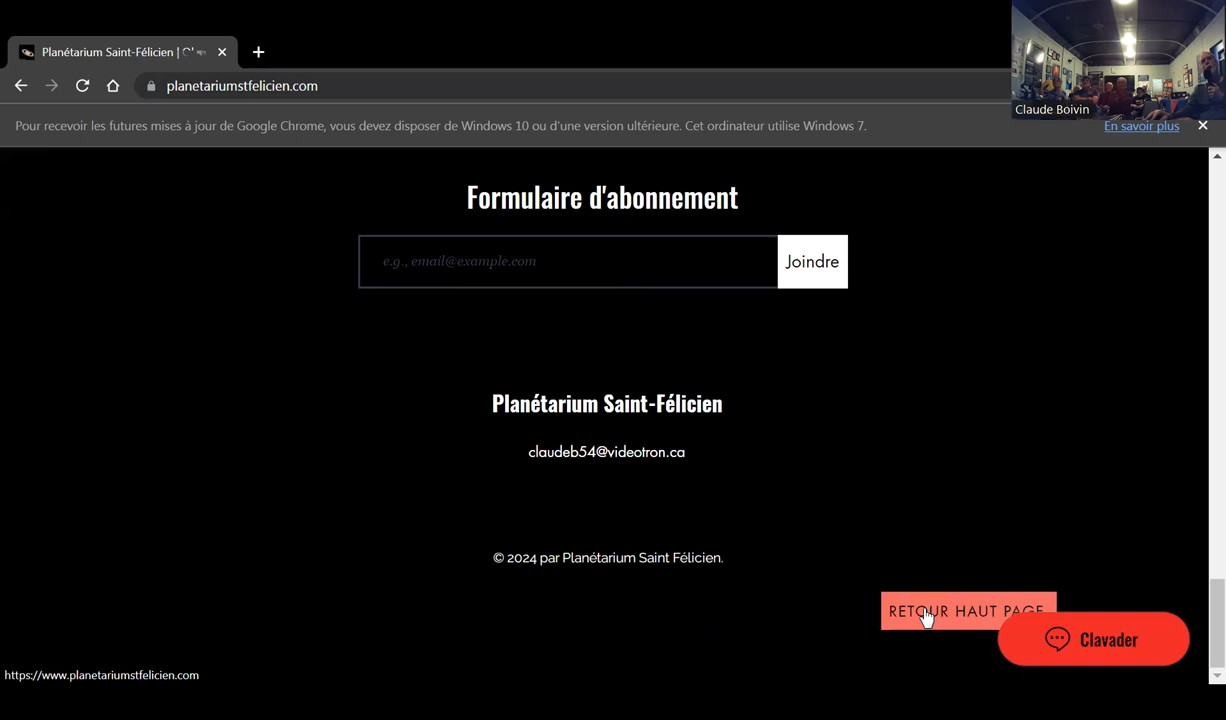 Planétarium Saint-Félicien |
planetariumstfelicien.com
Claude Boivin
Pour recevoir les futures mises à jour de Google Chrome, vous devez disposer de Windows 10 ou d'une version ultérieure. Cet ordinateur utilise Windows 7.
En savoir plus
Formulaire d'abonnement
e.g., email@example.com
Joindre
Planétarium Saint-Félicien
claudeb54@videotron.ca
© 2024 par Planétarium Saint Félicien.
RETOUR HAUT PAGE
Clavader
https://www.planetariumstfelicien.com